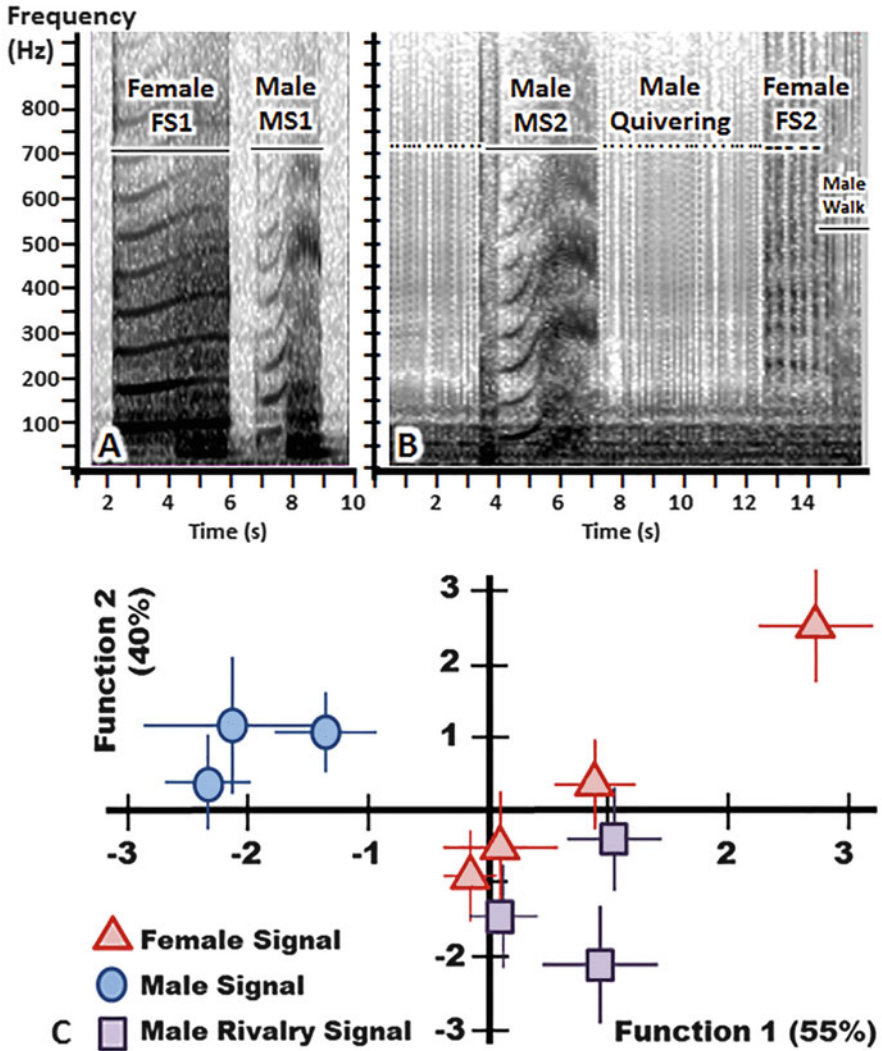 Frequency
(Hz)
Female
FS1
Male
MS1
Male
MS2
Male
Quivering
Female
FS2
Male
Walk
800
700
600
500
400
300
200
100
A
B
2 4 6 8 10
2 4 6 8 10 12 14
Time (s)
Time (s)
Function 2
(40%)
3
2
1
-3 -2 -1 2 3
-2
-3
Female Signal
Male Signal
Male Rivalry Signal
C
Function 1 (55%)